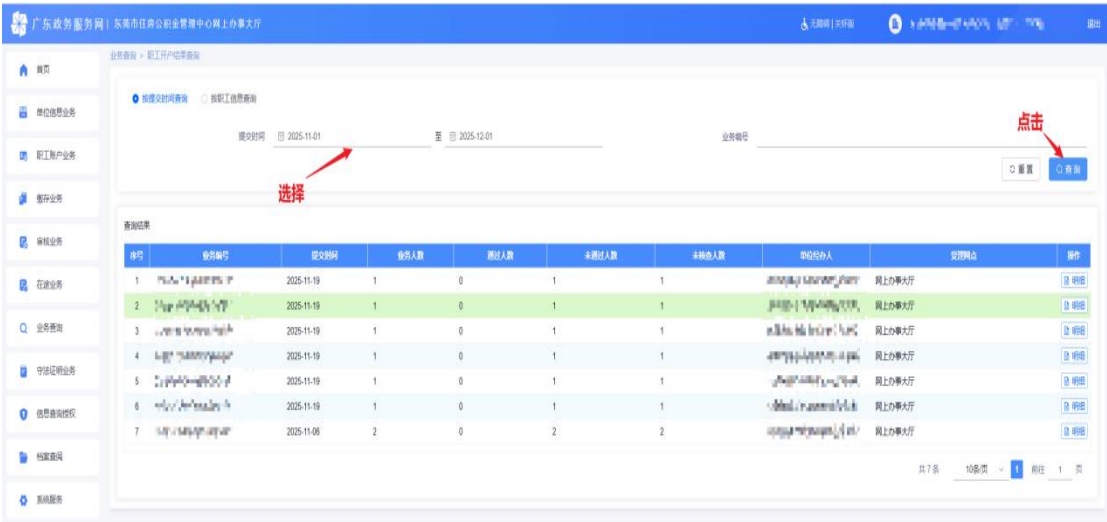 广东政务服务网 | 东莞市住房公积金管理中心网上办事大厅 无障碍 | 关怀版 退出
业务查询 > 职工开户结果查询
首页
单位信息业务
职工账户业务
缴存业务
审核业务
在途业务
业务查询
守法证明业务
信息查询授权
档案查阅
系统服务
按提交时间查询 按职工信息查询
提交时间 2025-11-01 至 2025-12-01 业务编号
选择
点击
重置 查询
查询结果
序号 业务编号 提交时间 业务人数 通过人数 未通过人数 未核查人数 单位经办人 受理网点 操作
1 2025-11-19 1 0 1 1 网上办事大厅 明细
2 2025-11-19 1 0 1 1 网上办事大厅 明细
3 2025-11-19 1 0 1 1 网上办事大厅 明细
4 2025-11-19 1 0 1 1 网上办事大厅 明细
5 2025-11-19 1 0 1 1 网上办事大厅 明细
6 2025-11-19 1 0 1 1 网上办事大厅 明细
7 2025-11-06 2 0 2 2 网上办事大厅 明细
共 7 条 10条/页 1 前往 1 页